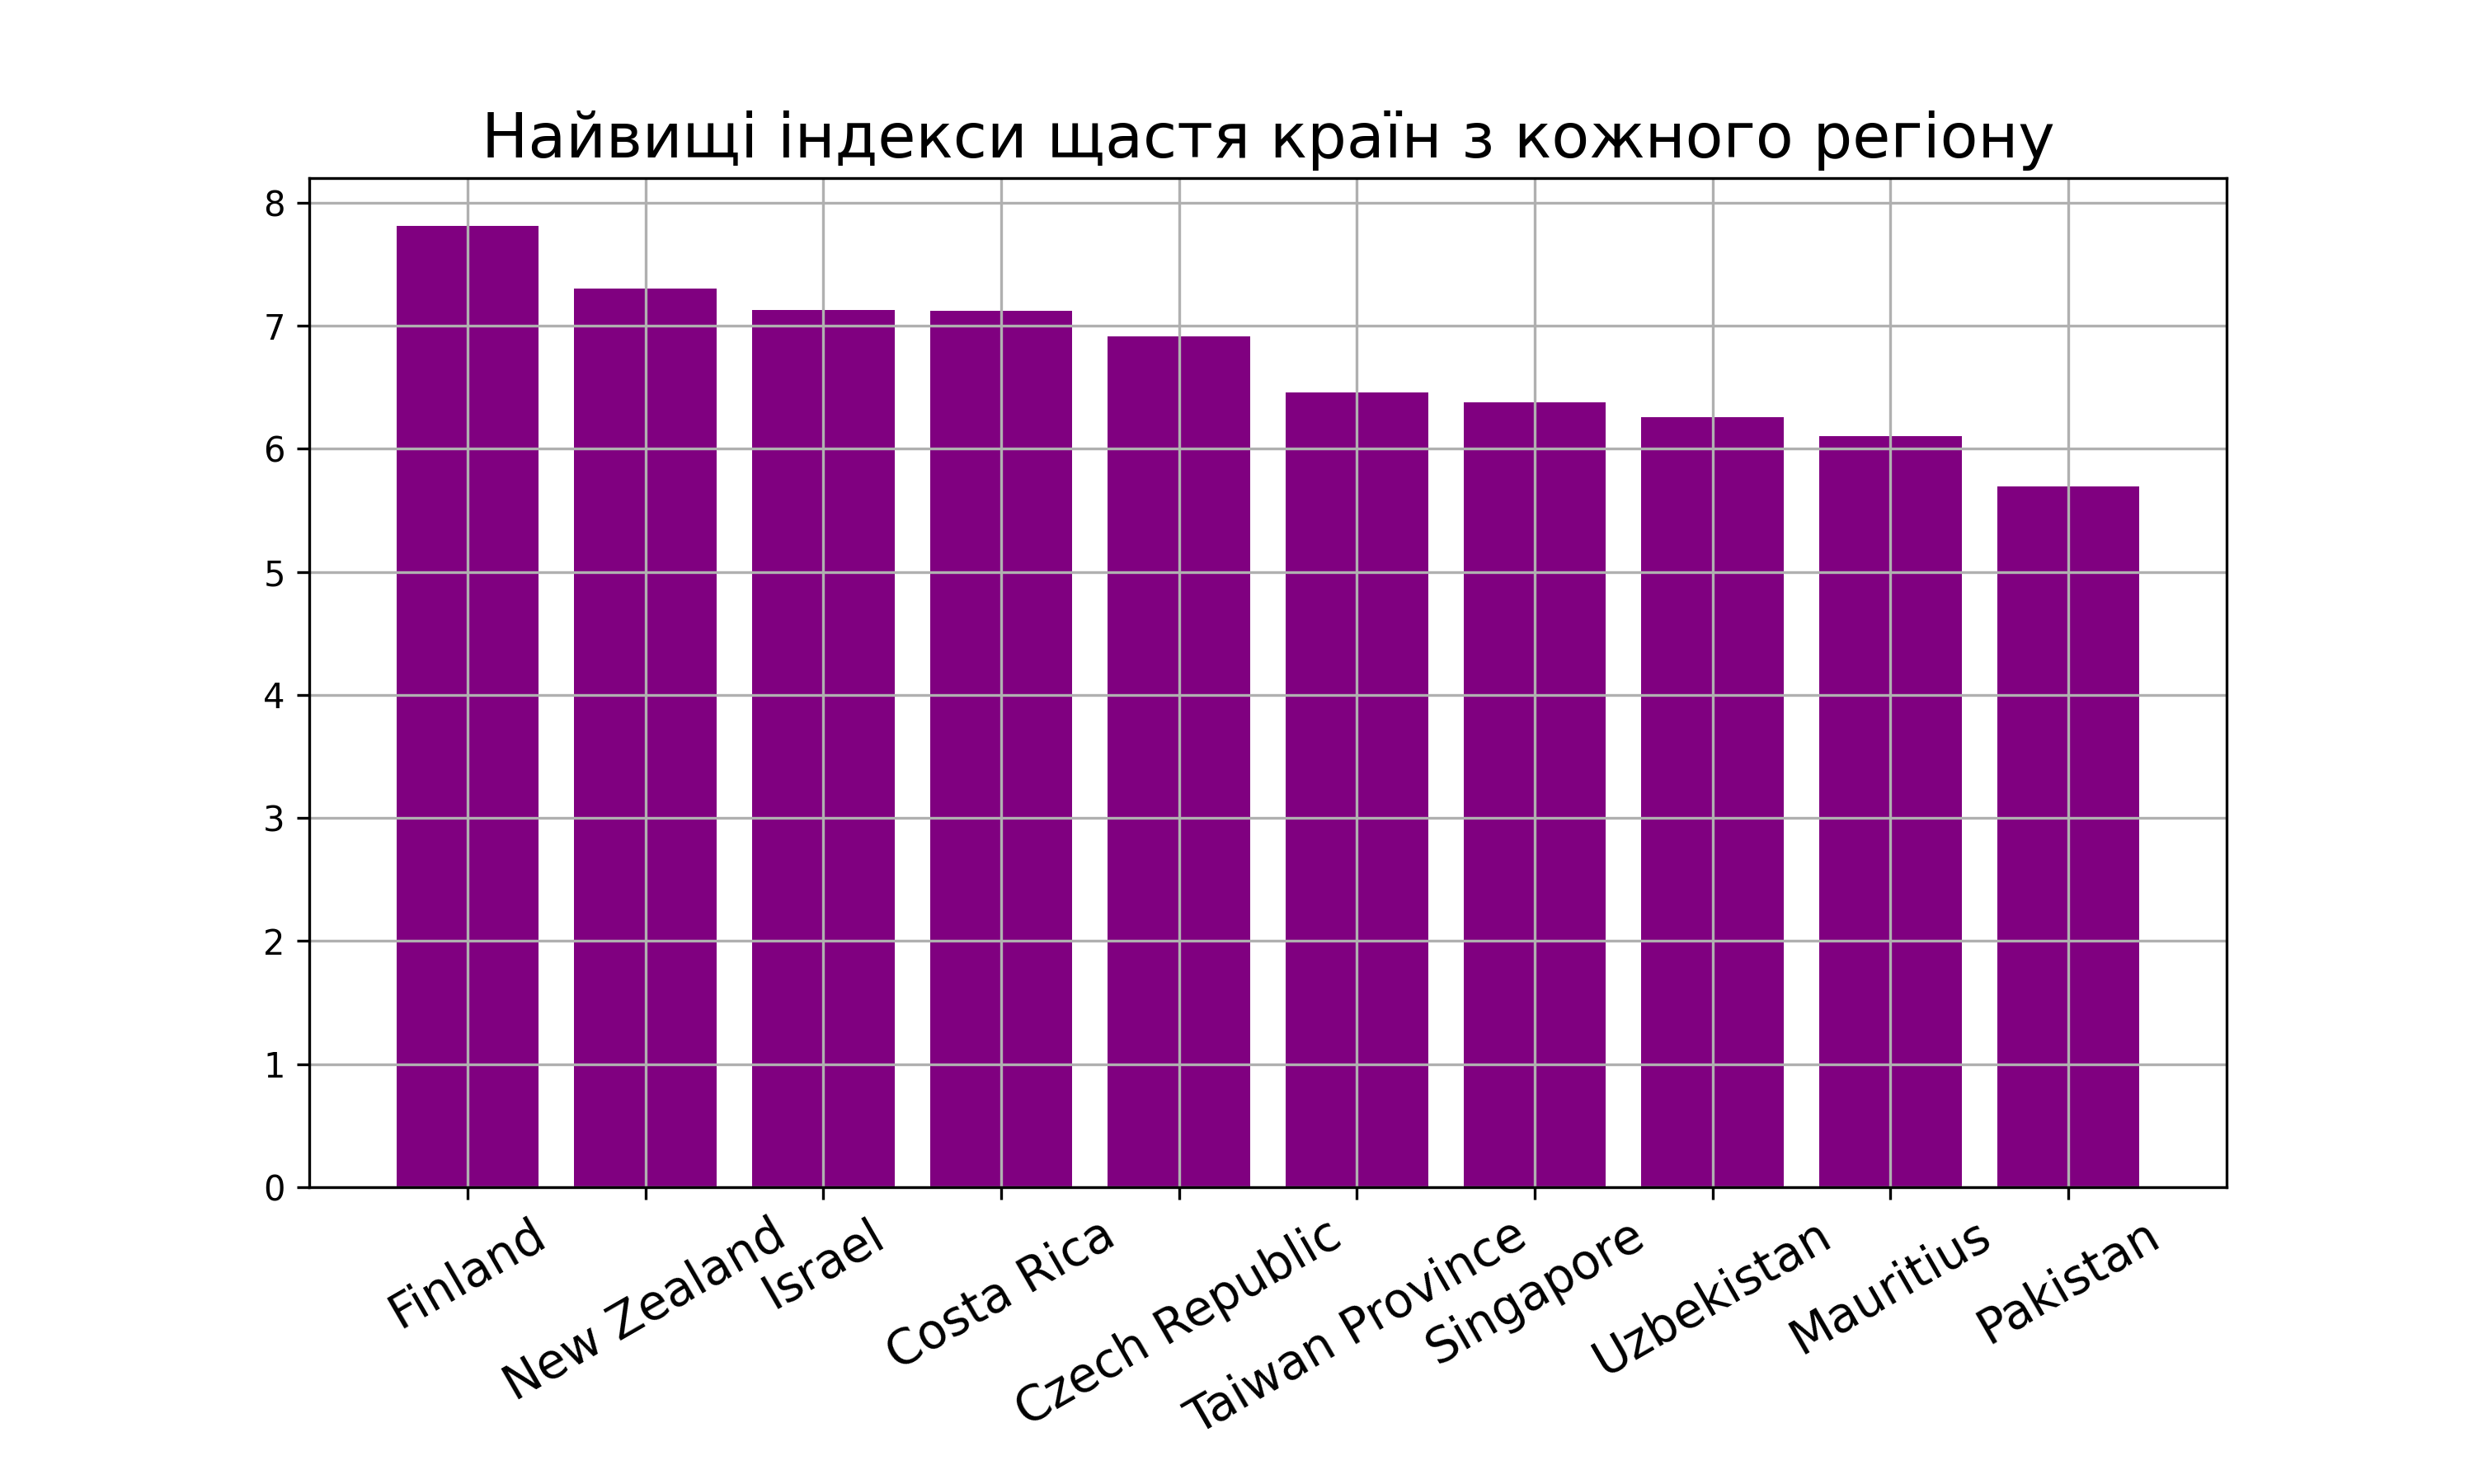 Найвищі індекси щастя країн з кожного регіону
8
7
6
5
4
3
2
1
0
Finland
New Zealand
Israel
Costa Rica
Czech Republic
Taiwan Province
Singapore
Uzbekistan
Mauritius
Pakistan